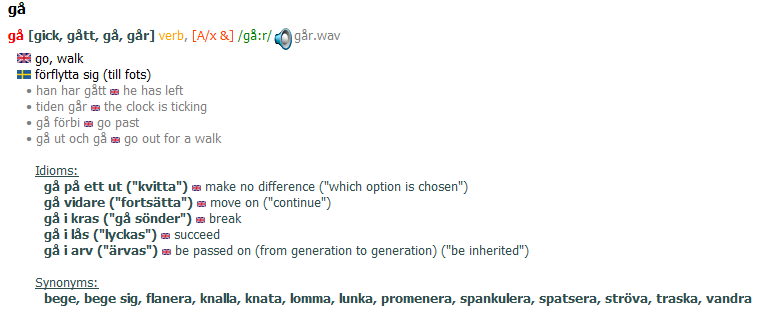 gå
gå [gick, gått, gå, går] verb, [A/x &] /gå:r/ går.wav
go, walk
förflytta sig (till fots)
• han har gått he has left
• tiden går the clock is ticking
• gå förbi go past
• gå ut och gå go out for a walk
Idioms:
gå på ett ut ("kvitta") make no difference ("which option is chosen")
gå vidare ("fortsätta") move on ("continue")
gå i kras ("gå sönder") break
gå i lås ("lyckas") succeed
gå i arv ("ärvas") be passed on (from generation to generation) ("be inherited")
Synonyms:
bege, bege sig, flanera, knalla, knata, lomma, lunka, promenera, spankulera, spatsera, ströva, traska, vandra